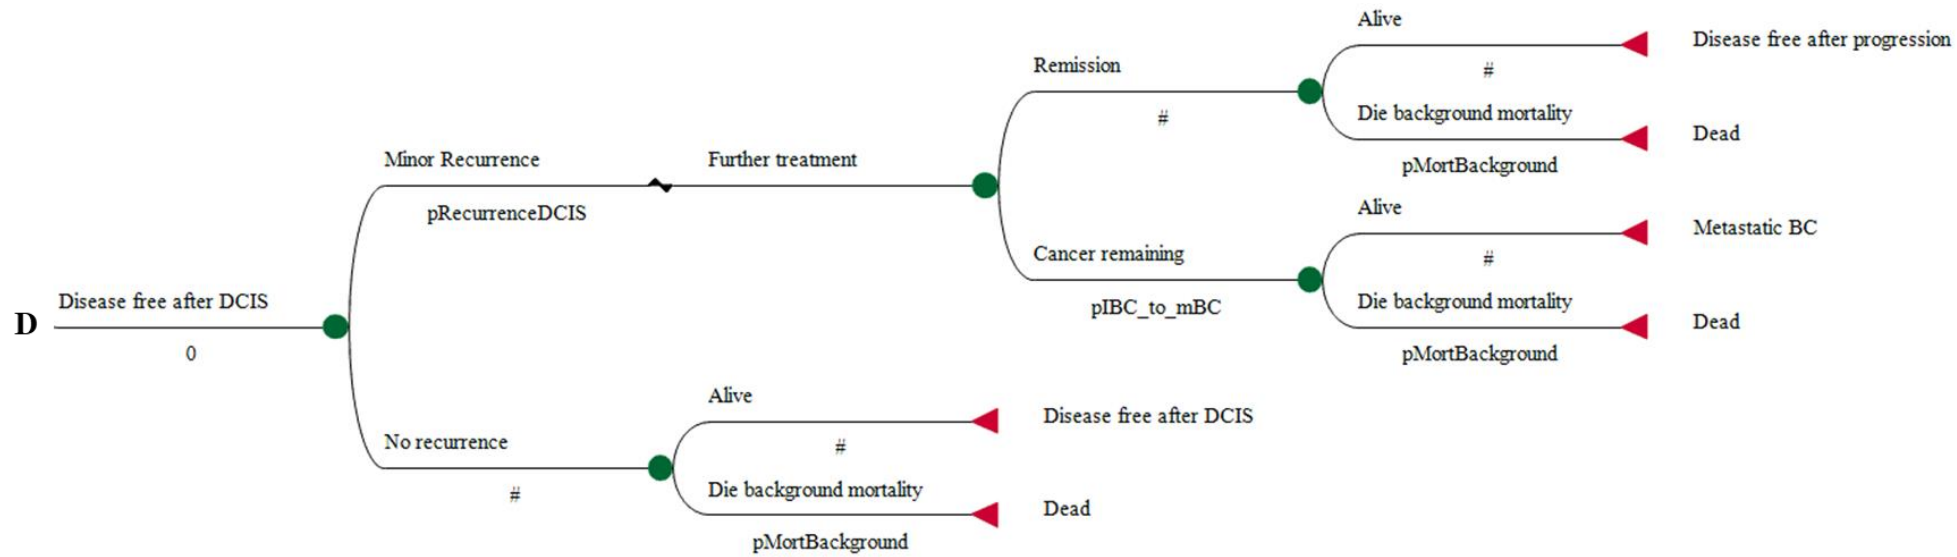 Alive
Disease free after progression
#
Remission
#
Die background mortality
Dead
pMortBackground
Minor Recurrence
Further treatment
pRecurrenceDCIS
Alive
Metastatic BC
#
Cancer remaining
pIBC_to_mBC
Die background mortality
Dead
pMortBackground
D
Disease free after DCIS
0
Alive
Disease free after DCIS
#
No recurrence
#
Die background mortality
Dead
pMortBackground